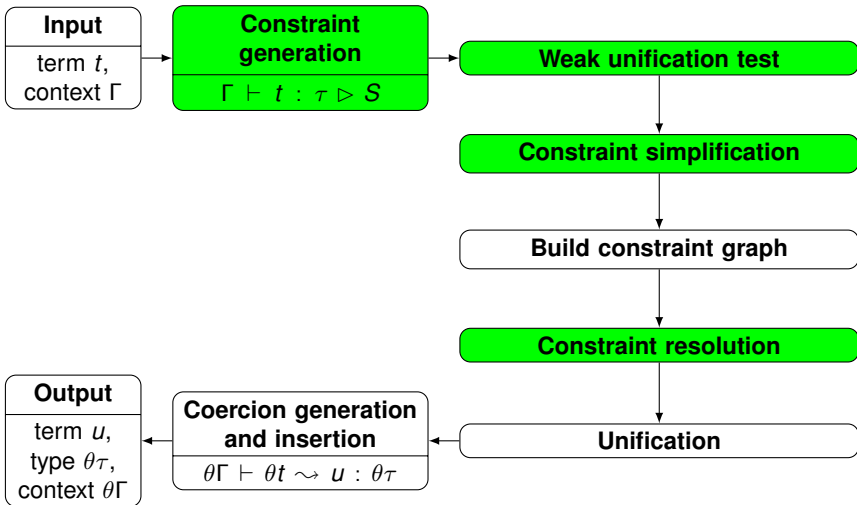 Input
term t,
context Γ
Constraint
generation
Γ ⊢ t : τ ▷ S
Weak unification test
Constraint simplification
Build constraint graph
Constraint resolution
Unification
Coercion generation
and insertion
θΓ ⊢ θt ⇝ u : θτ
Output
term u,
type θτ,
context θΓ